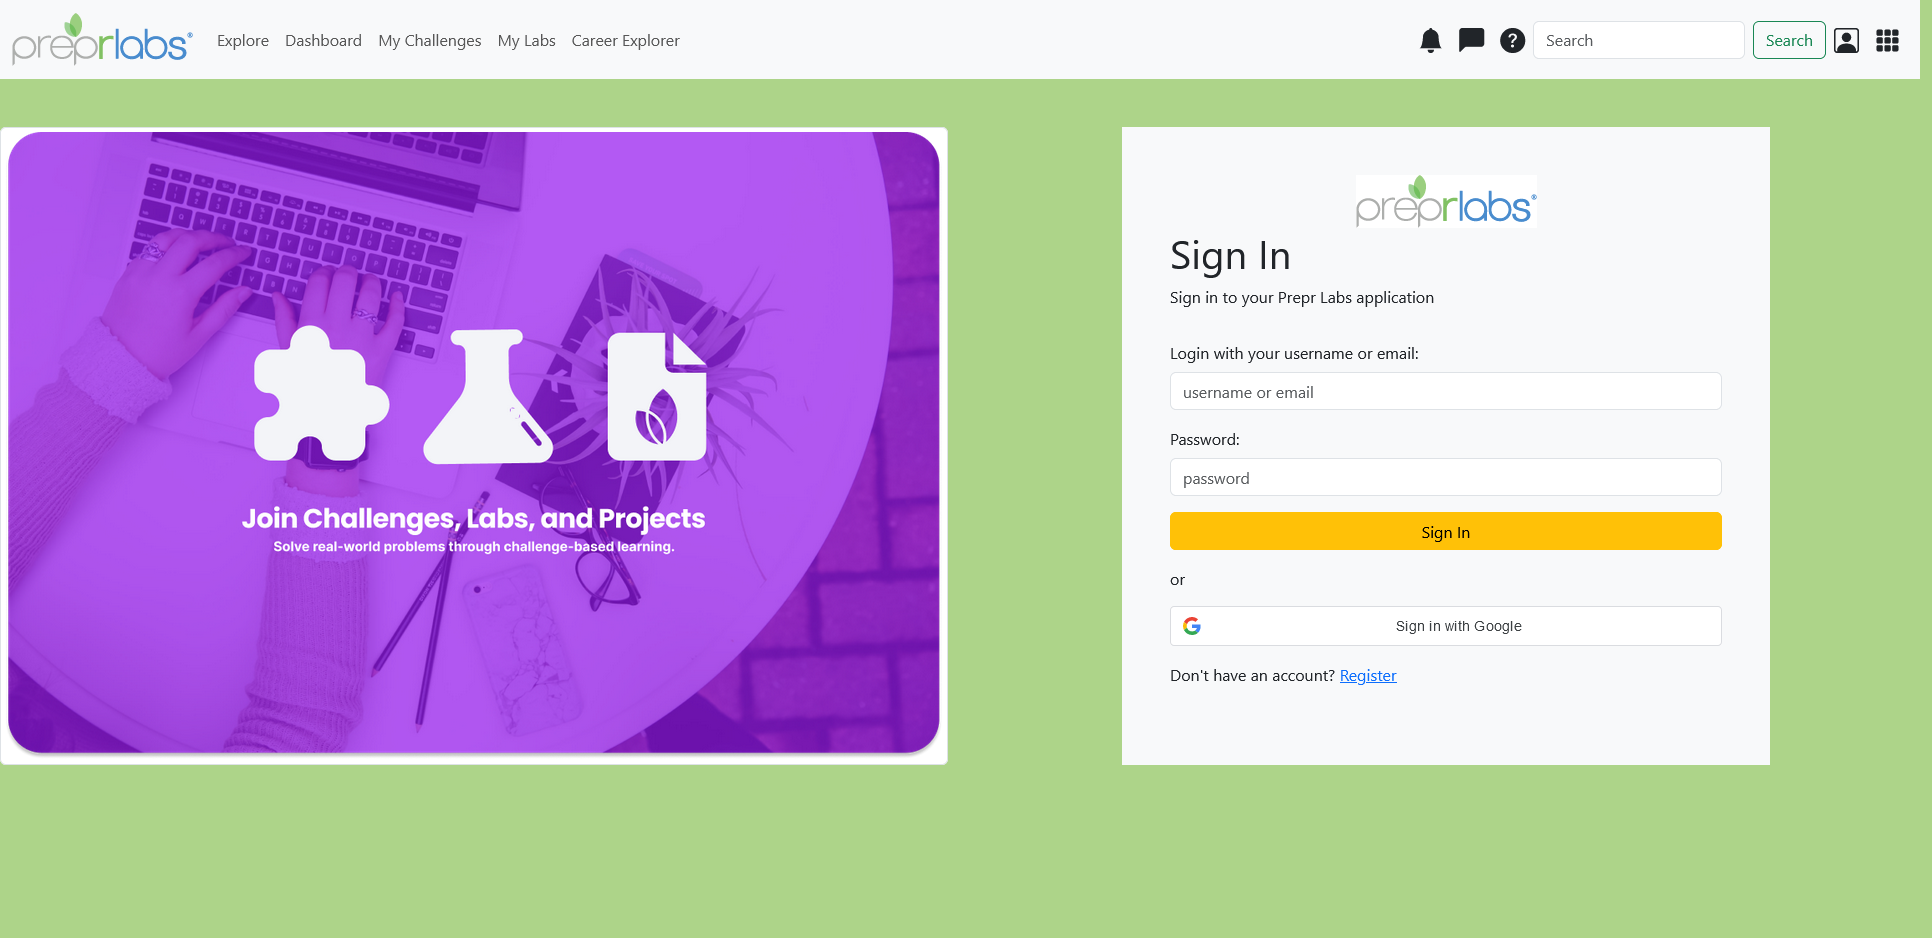 preprlabs®
Explore Dashboard My Challenges My Labs Career Explorer
Search
Search
Join Challenges, Labs, and Projects
Solve real-world problems through challenge-based learning.
preprlabs®
Sign In
Sign in to your Prepr Labs application
Login with your username or email:
username or email
Password:
password
Sign In
or
Sign in with Google
Don't have an account? Register